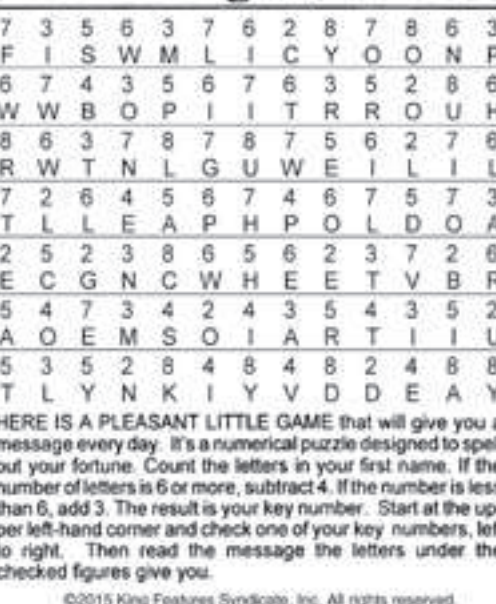 7 3 5 6 3 7 6 2 8 7 8 6 3
F I S W M L I C Y O O N P
6 7 4 3 5 6 7 6 3 5 2 8 6
W W B O P I I T R R O U H
8 6 3 7 8 7 8 7 5 6 2 7 6
R W T N L G U W E I L I L
7 2 6 4 5 6 7 4 6 7 5 7 3
T L L E A P H P O L D O A
2 5 2 3 8 6 5 6 2 3 7 2 6
E C G N C W H E E T V B R
5 4 7 3 4 2 4 3 5 4 3 5 2
A O E M S O I A R T I I U
5 3 5 2 8 4 8 4 8 2 4 8 8
T L Y N K I Y V D D E A Y
HERE IS A PLEASANT LITTLE GAME that will give you a
message every day. It's a numerical puzzle designed to spel
out your fortune. Count the letters in your first name. If the
number of letters is 6 or more, subtract 4. If the number is less
than 6, add 3. The result is your key number. Start at the up-
per left-hand corner and check one of your key numbers, left
to right. Then read the message the letters under the
checked figures give you.
©2015 King Features Syndicate, Inc. All rights reserved.